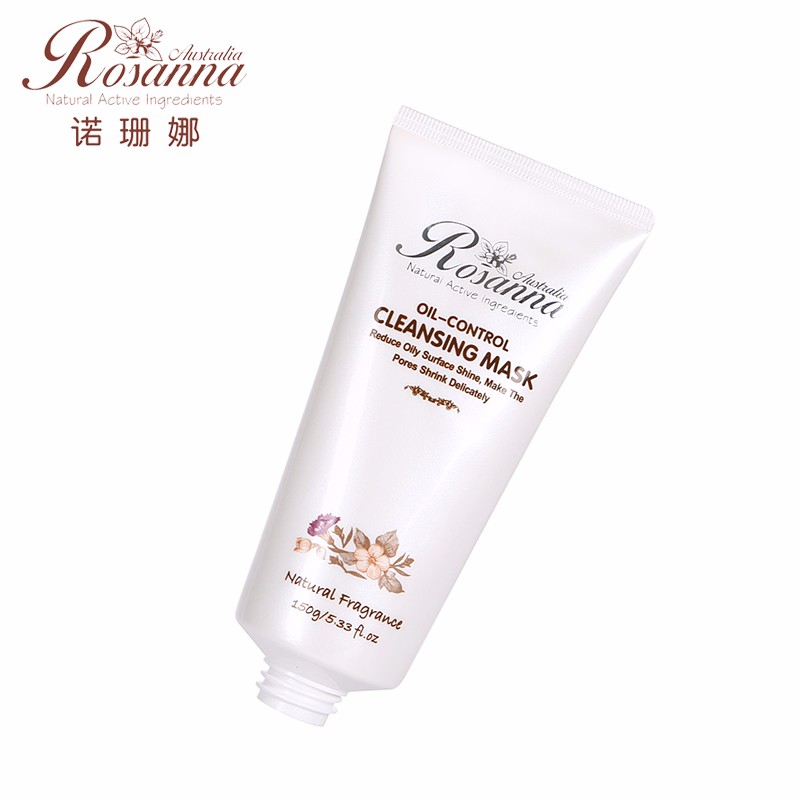 Australia
Rosanna
Natural Active Ingredients
诺珊娜
Rosanna
Australia
Natural Active Ingredients
OIL-CONTROL
CLEANSING MASK
Reduce Oily Surface Shine, Make The
Pores Shrink Delicately
Natural Fragrance
150g/5.33 fl.oz